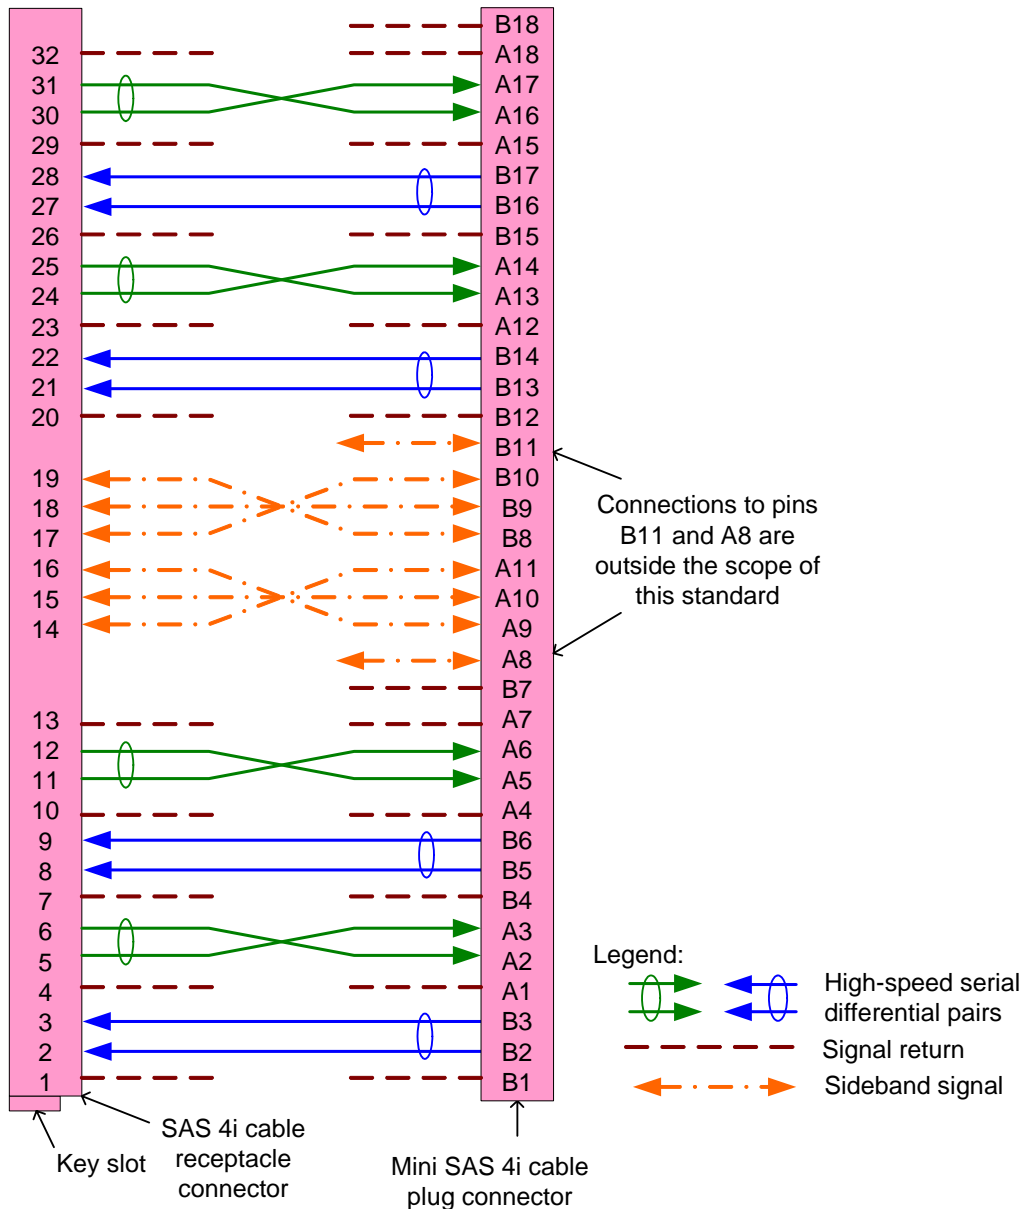 B18
32 A18
31 A17
30 A16
29 A15
28 B17
27 B16
26 B15
25 A14
24 A13
23 A12
22 B14
21 B13
20 B12
B11
19 B10
18 B9
17 B8
16 A11
15 A10
14 A9
A8
B7
13 A7
12 A6
11 A5
10 A4
9 B6
8 B5
7 B4
6 A3
5 A2
4 A1
3 B3
2 B2
1 B1
Connections to pins
B11 and A8 are
outside the scope of
this standard
Legend:
High-speed serial
differential pairs
Signal return
Sideband signal
Key slot
SAS 4i cable
receptacle
connector
Mini SAS 4i cable
plug connector